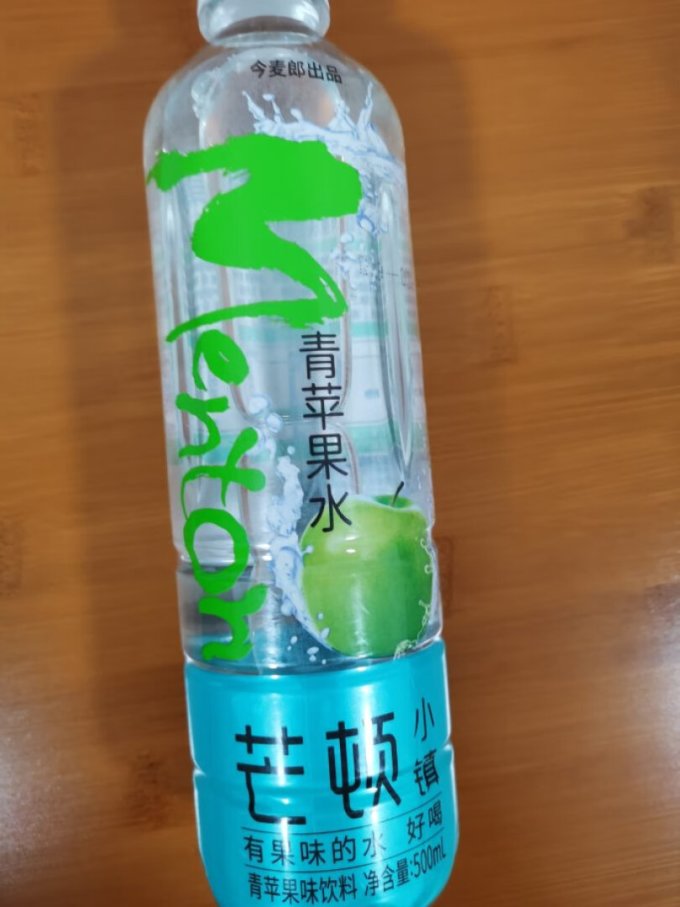 今麦郎出品
Menton
青苹果水
芒顿
小镇
有果味的水 好喝
青苹果味饮料 净含量:500mL